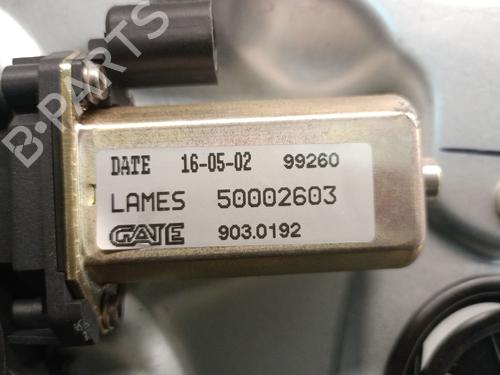 B-PARTS
DATE 16-05-02 99260
LAMES 50002603
GATE 903.0192